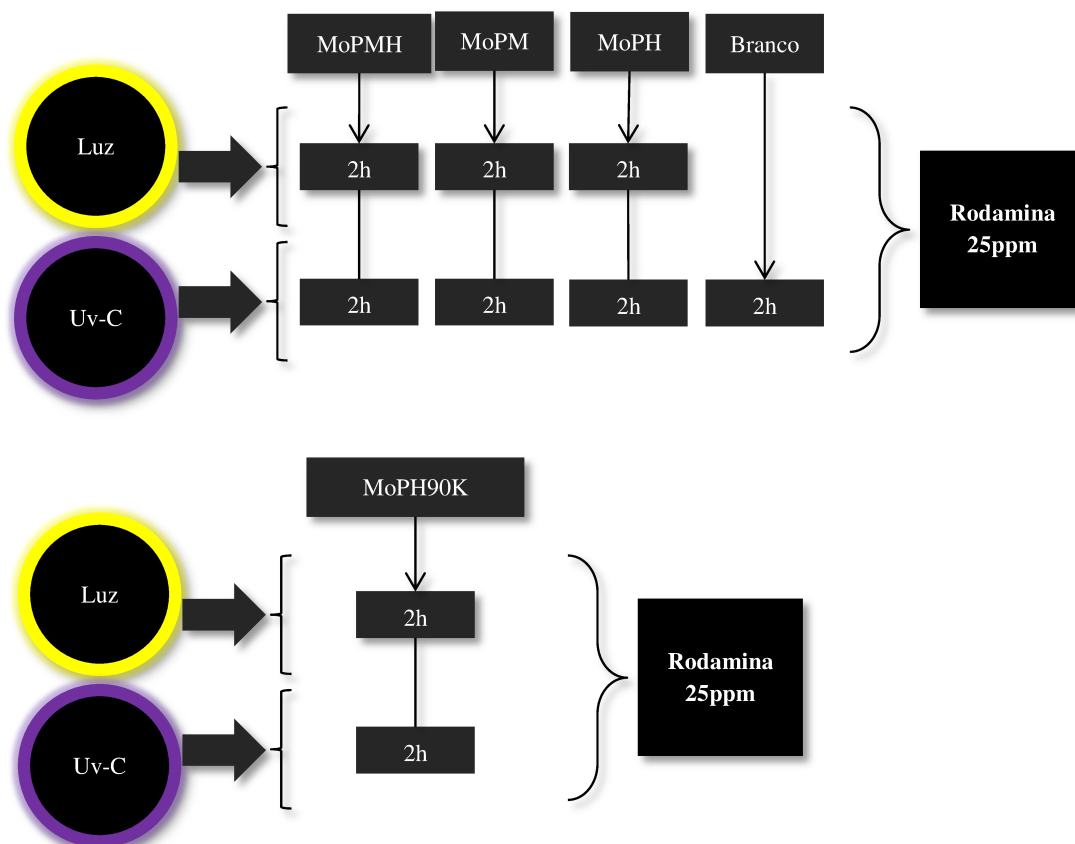 MoPMH
MoPM
MoPH
Branco
Luz
2h
2h
2h
Rodamina
25ppm
Uv-C
2h
2h
2h
2h
MoPH90K
Luz
2h
Rodamina
25ppm
Uv-C
2h